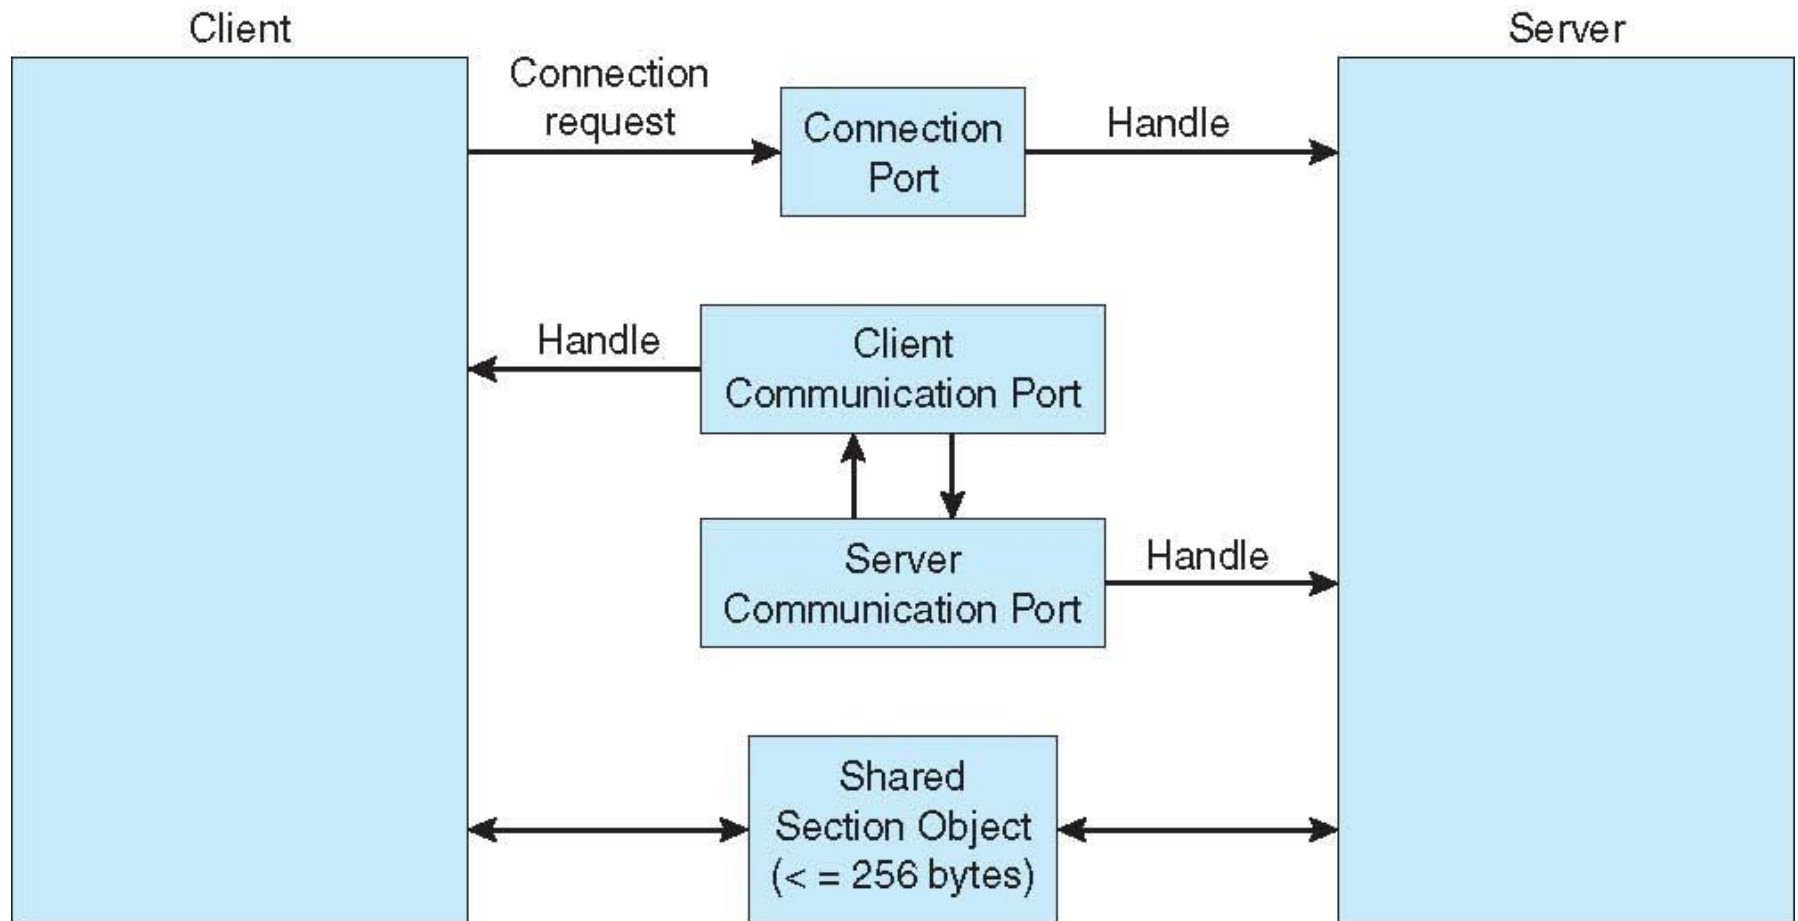 Client
Server
Connection
request
Connection
Port
Handle
Handle
Client
Communication Port
Server
Communication Port
Handle
Shared
Section Object
(< = 256 bytes)